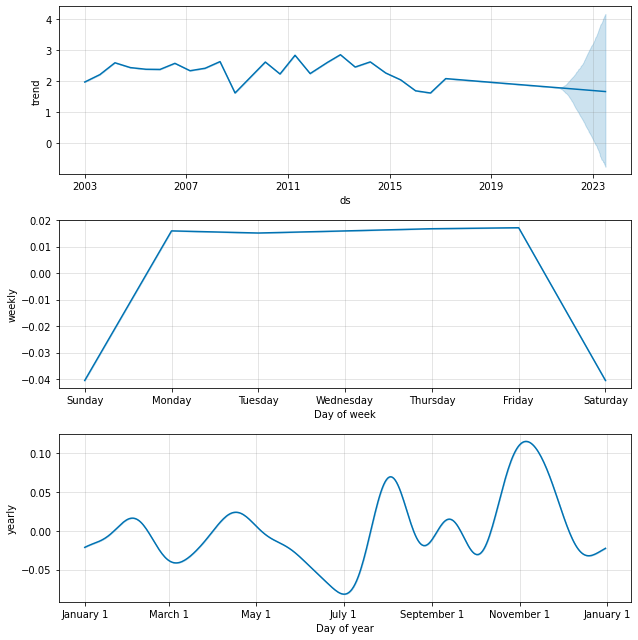 4
3
2
1
0
trend
2003 2007 2011 2015 2019 2023
ds
0.02
0.01
0.00
−0.01
−0.02
−0.03
−0.04
weekly
Sunday Monday Tuesday Wednesday Thursday Friday Saturday
Day of week
0.10
0.05
0.00
−0.05
yearly
January 1 March 1 May 1 July 1 September 1 November 1 January 1
Day of year